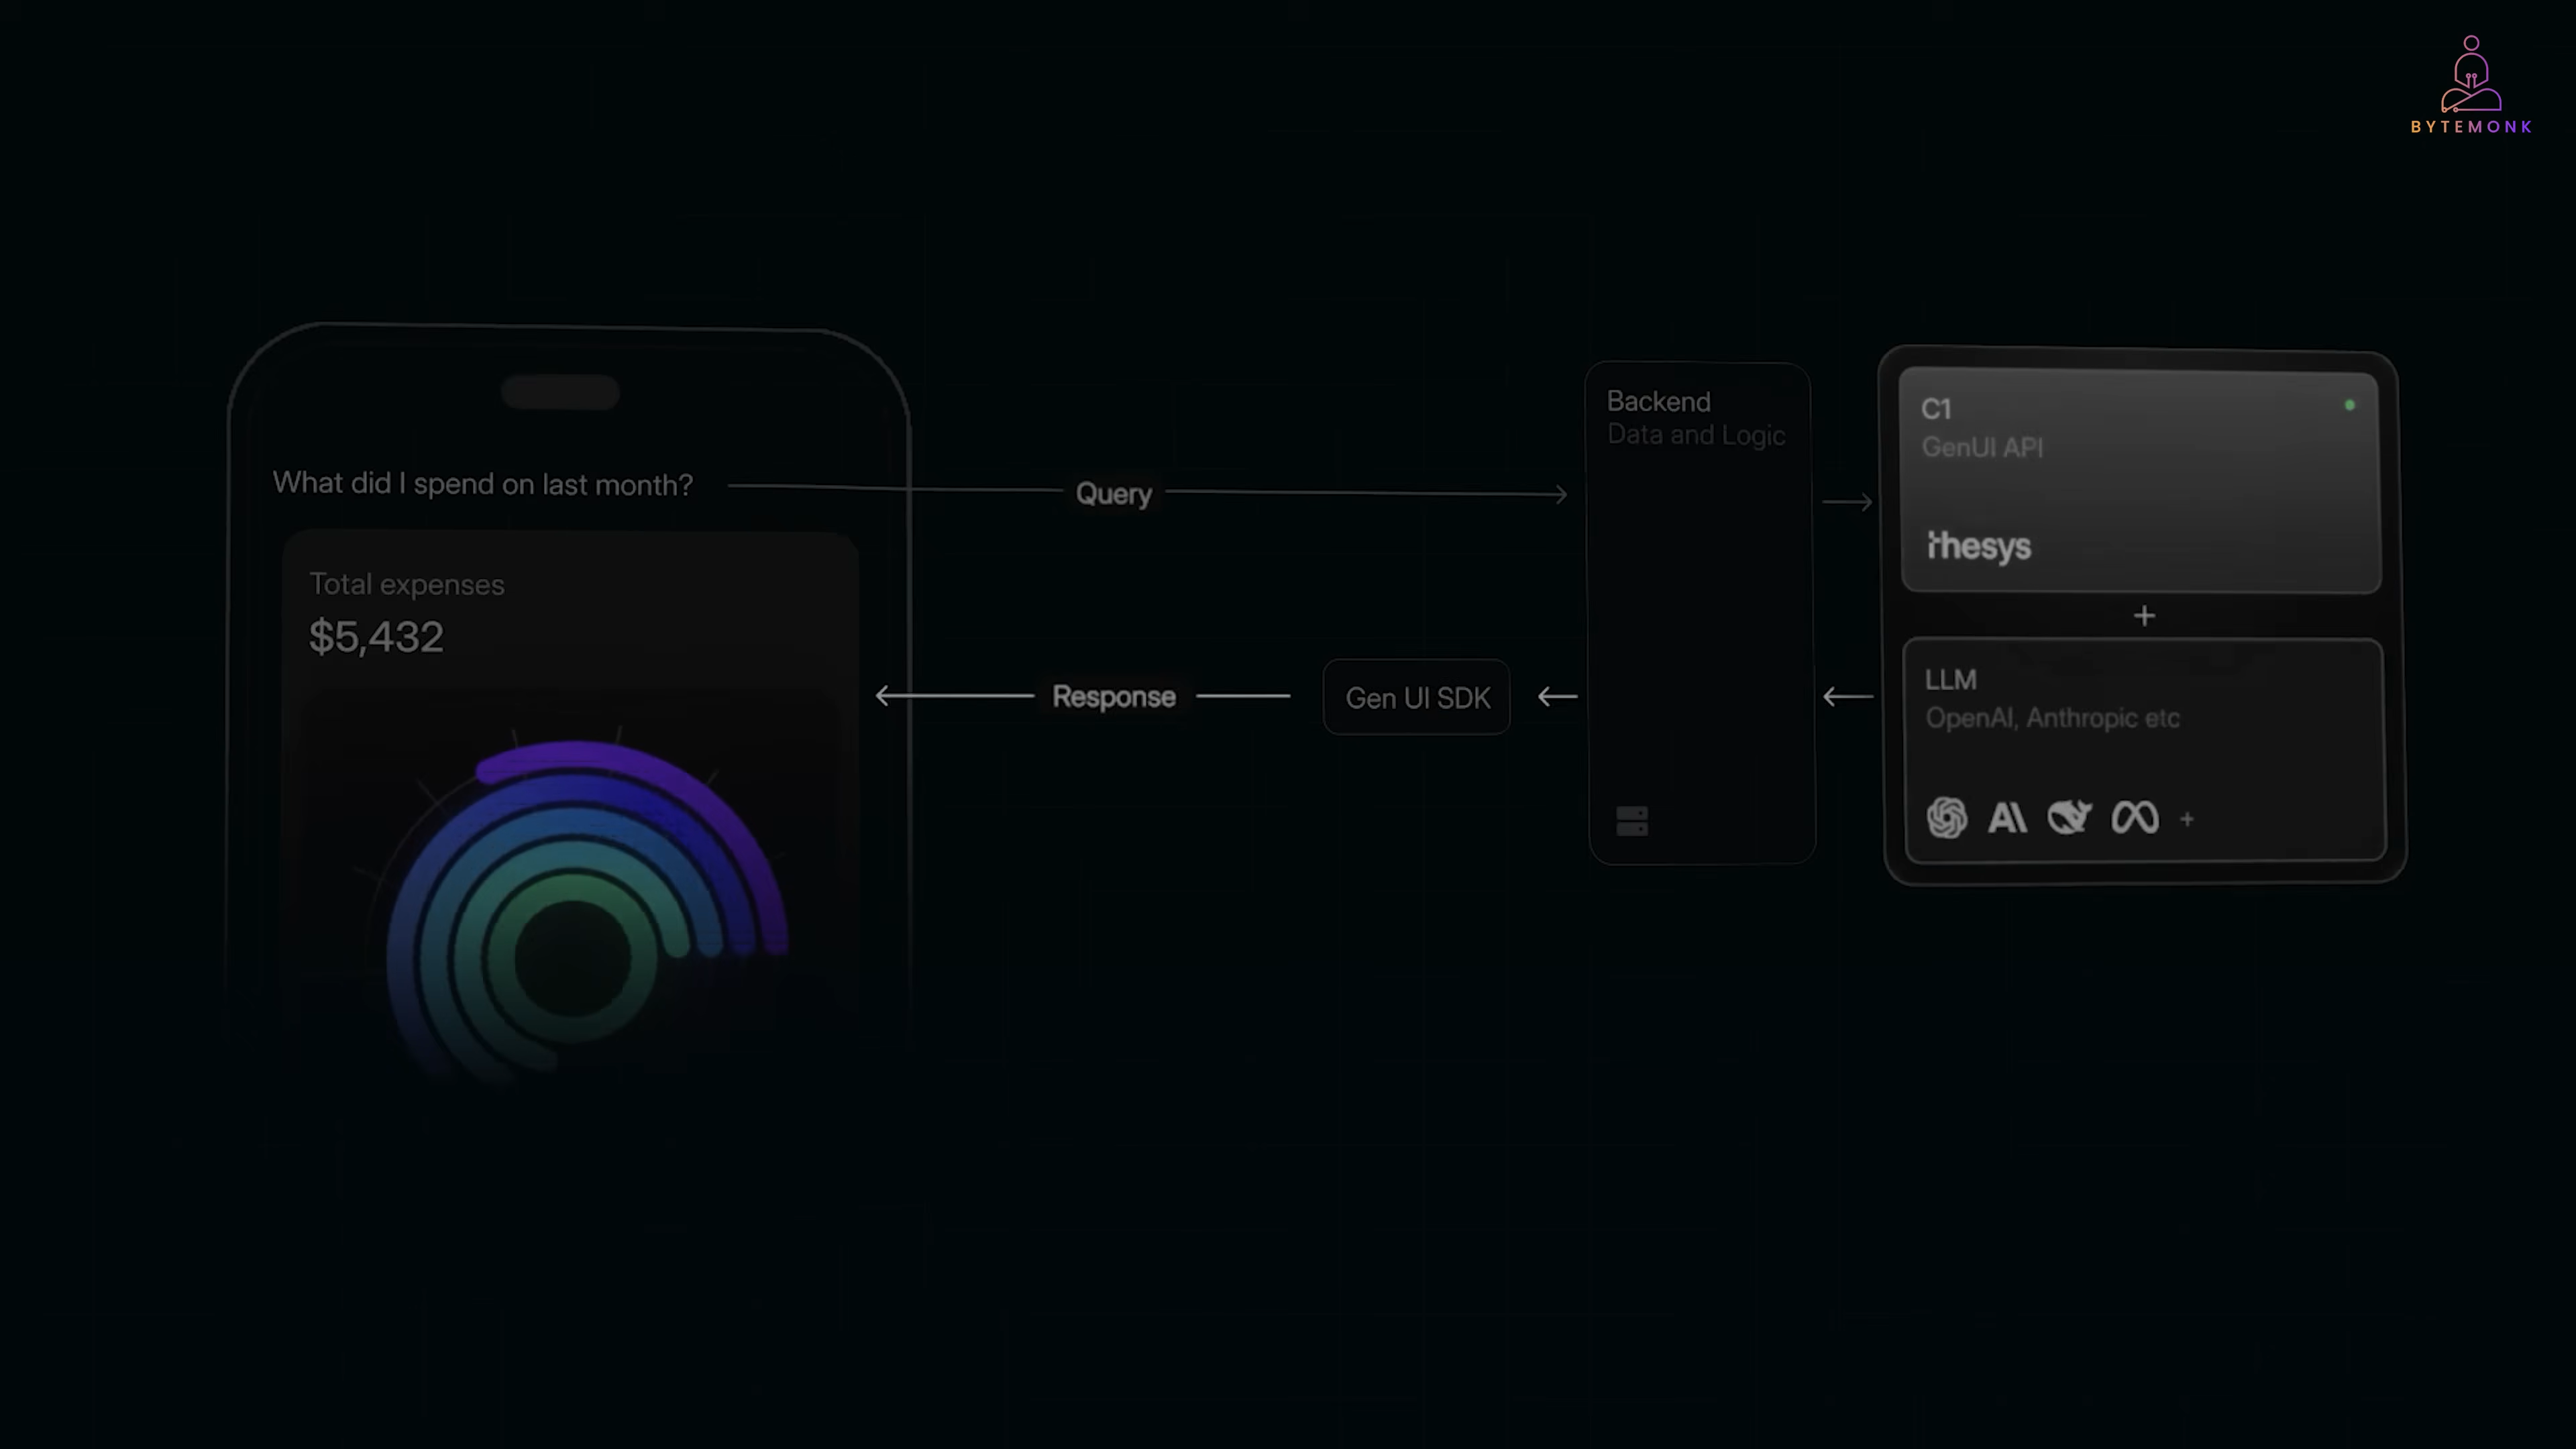 BYTEMONK
What did I spend on last month?
Total expenses
$5,432
Query
Response
Gen UI SDK
Backend
Data and Logic
C1
GenUI API
thesys
+
LLM
OpenAI, Anthropic etc
+